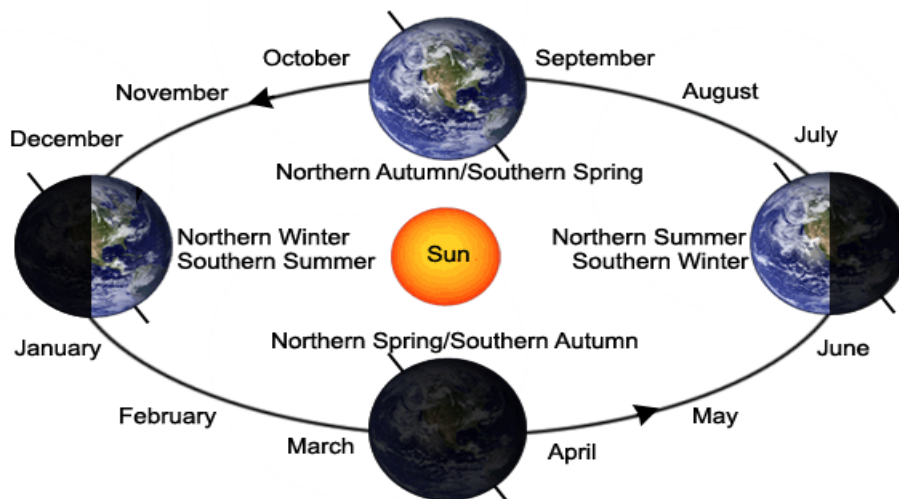 October
September
November
August
December
July
Northern Autumn/Southern Spring
Northern Winter
Southern Summer
Sun
Northern Summer
Southern Winter
Northern Spring/Southern Autumn
January
June
February
May
March
April